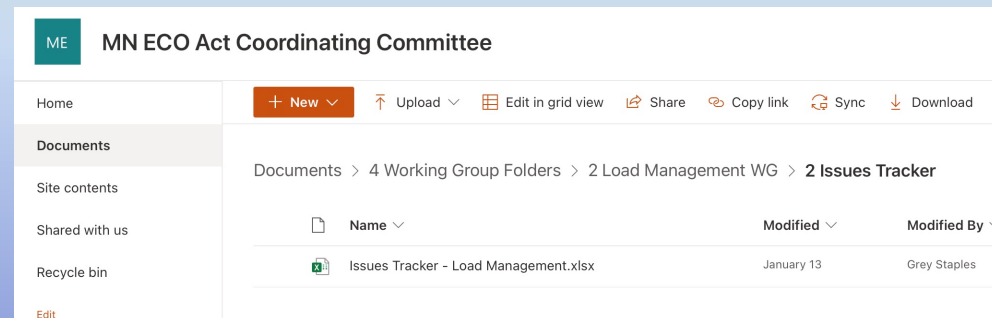 ME MN ECO Act Coordinating Committee
Home
Documents
Site contents
Shared with us
Recycle bin
Edit
+ New Upload Edit in grid view Share Copy link Sync Download
Documents > 4 Working Group Folders > 2 Load Management WG > 2 Issues Tracker
Name Modified Modified By
Issues Tracker - Load Management.xlsx January 13 Grey Staples